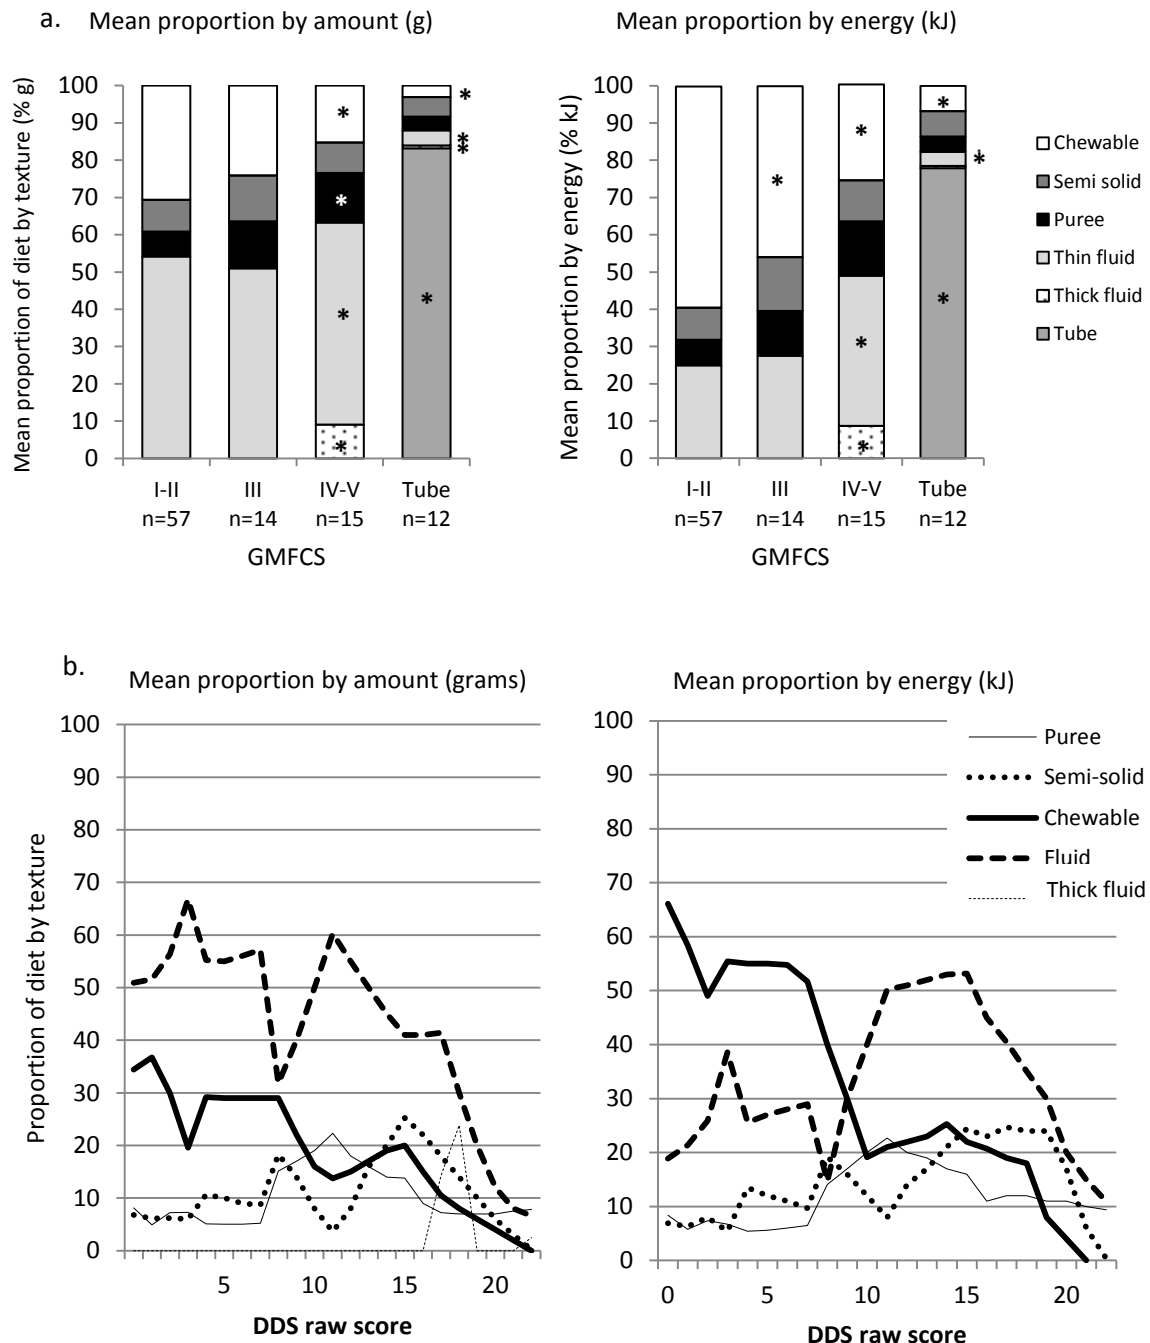 a. Mean proportion by amount (g)
Mean proportion by energy (kJ)
Mean proportion of diet by texture (% g)
100
90
80
70
60
50
40
30
20
10
0
*
*
*
*
*
*
*
*
*
I-II
III
IV-V
Tube
n=57
n=14
n=15
n=12
GMFCS
Mean proportion by energy (% kJ)
100
90
80
70
60
50
40
30
20
10
0
*
*
*
*
*
*
*
I-II
III
IV-V
Tube
n=57
n=14
n=15
n=12
GMFCS
Chewable
Semi solid
Puree
Thin fluid
Thick fluid
Tube
b. Mean proportion by amount (grams)
Mean proportion by energy (kJ)
Proportion of diet by texture
100
90
80
70
60
50
40
30
20
10
0
5
10
15
20
DDS raw score
100
90
80
70
60
50
40
30
20
10
0
0
5
10
15
20
DDS raw score
Puree
Semi-solid
Chewable
Fluid
Thick fluid